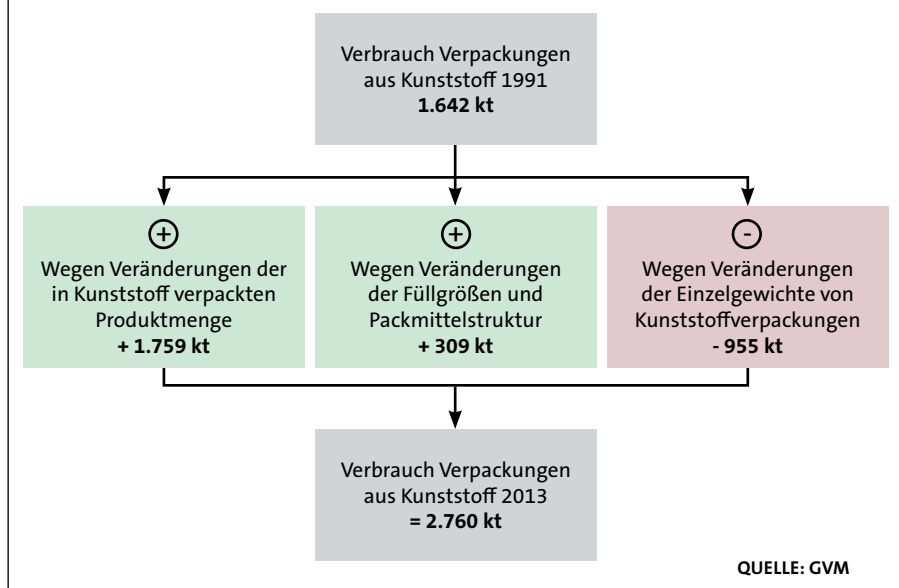 Verbrauch Verpackungen
aus Kunststoff 1991
1.642 kt
+
Wegen Veränderungen der
in Kunststoff verpackten
Produktmenge
+ 1.759 kt
+
Wegen Veränderungen
der Füllgrößen und
Packmittelstruktur
+ 309 kt
-
Wegen Veränderungen
der Einzelgewichte von
Kunststoffverpackungen
- 955 kt
Verbrauch Verpackungen
aus Kunststoff 2013
= 2.760 kt
QUELLE: GVM